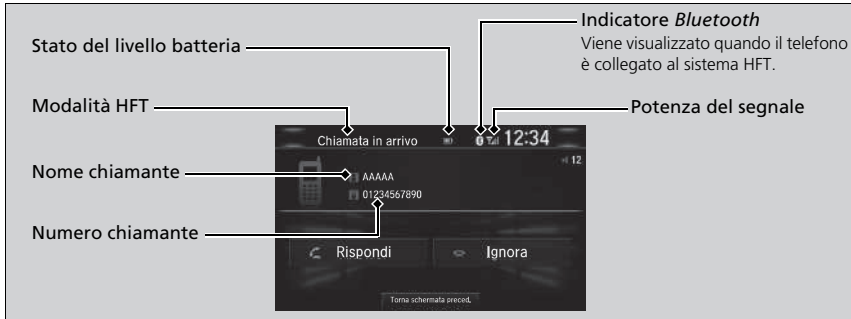 Indicatore Bluetooth
Viene visualizzato quando il telefono
è collegato al sistema HFT.
Stato del livello batteria
Modalità HFT
Potenza del segnale
Chiamata in arrivo
12:34
12
Nome chiamante
AAAAA
01234567890
Numero chiamante
Rispondi
Ignora
Torna schermata preced.